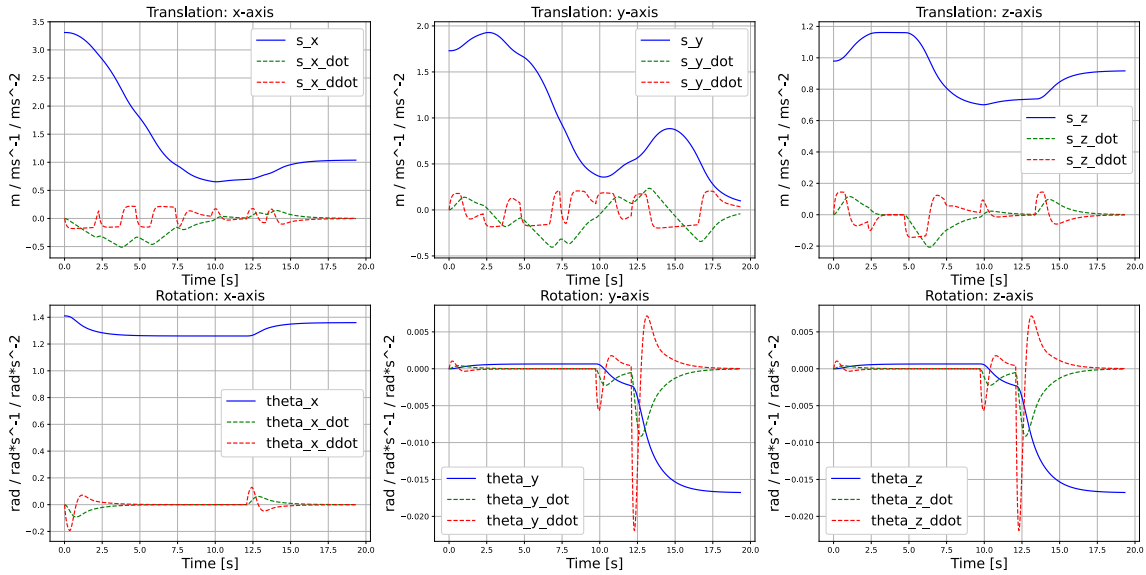 Translation: x-axis
3.5
3.0
2.5
2.0
1.5
1.0
0.5
0.0
−0.5
m / ms^-1 / ms^-2
s_x
s_x_dot
s_x_ddot
0.0 2.5 5.0 7.5 10.0 12.5 15.0 17.5 20.0
Time [s]
Translation: y-axis
2.0
1.5
1.0
0.5
0.0
−0.5
m / ms^-1 / ms^-2
s_y
s_y_dot
s_y_ddot
0.0 2.5 5.0 7.5 10.0 12.5 15.0 17.5 20.0
Time [s]
Translation: z-axis
1.2
1.0
0.8
0.6
0.4
0.2
0.0
−0.2
m / ms^-1 / ms^-2
s_z
s_z_dot
s_z_ddot
0.0 2.5 5.0 7.5 10.0 12.5 15.0 17.5 20.0
Time [s]
Rotation: x-axis
1.4
1.2
1.0
0.8
0.6
0.4
0.2
0.0
−0.2
rad / rad*s^-1 / rad*s^-2
theta_x
theta_x_dot
theta_x_ddot
0.0 2.5 5.0 7.5 10.0 12.5 15.0 17.5 20.0
Time [s]
Rotation: y-axis
0.005
0.000
−0.005
−0.010
−0.015
−0.020
rad / rad*s^-1 / rad*s^-2
theta_y
theta_y_dot
theta_y_ddot
0.0 2.5 5.0 7.5 10.0 12.5 15.0 17.5 20.0
Time [s]
Rotation: z-axis
0.005
0.000
−0.005
−0.010
−0.015
−0.020
rad / rad*s^-1 / rad*s^-2
theta_z
theta_z_dot
theta_z_ddot
0.0 2.5 5.0 7.5 10.0 12.5 15.0 17.5 20.0
Time [s]